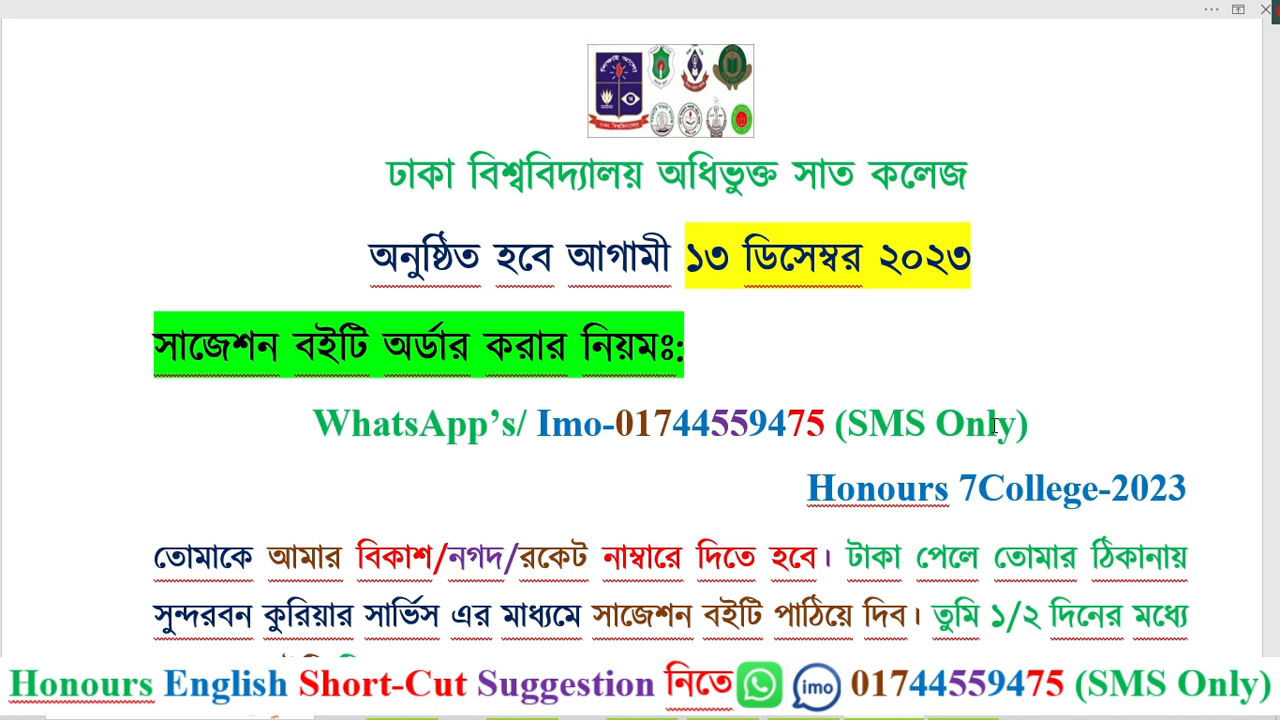 ঢাকা বিশ্ববিদ্যালয় অধিভুক্ত সাত কলেজ
অনুষ্ঠিত হবে আগামী ১৩ ডিসেম্বর ২০২৩
সাজেশন বইটি অর্ডার করার নিয়মঃ:
WhatsApp’s/ Imo-01744559475 (SMS Only)
Honours 7College-2023
তোমাকে আমার বিকাশ/নগদ/রকেট নাম্বারে দিতে হবে। টাকা পেলে তোমার ঠিকানায়
সুন্দরবন কুরিয়ার সার্ভিস এর মাধ্যমে সাজেশন বইটি পাঠিয়ে দিব। তুমি ১/২ দিনের মধ্যে
Honours English Short-Cut Suggestion নিতে imo 01744559475 (SMS Only)